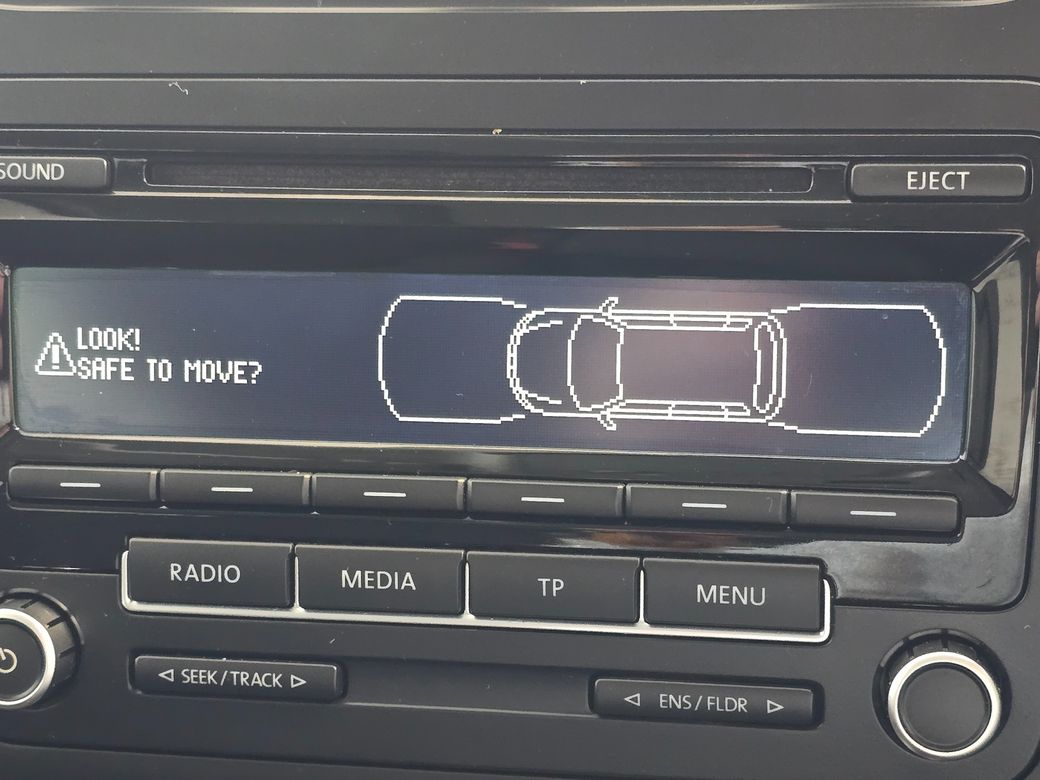 SOUND
EJECT
LOOK!
SAFE TO MOVE?
RADIO
MEDIA
TP
MENU
SEEK/TRACK
ENS/FLDR